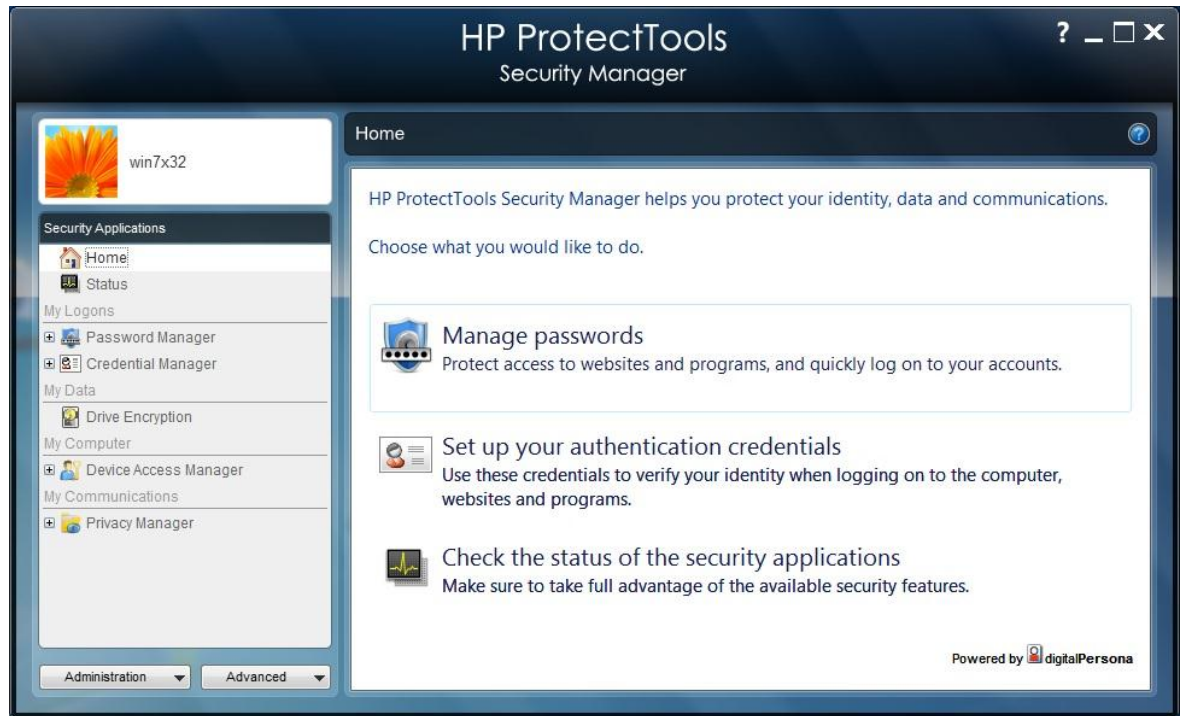 HP ProtectTools
Security Manager
? _ □ X
win7x32
Security Applications
Home
Status
My Logons
Password Manager
Credential Manager
My Data
Drive Encryption
My Computer
Device Access Manager
My Communications
Privacy Manager
Administration
Advanced
Home
?
HP ProtectTools Security Manager helps you protect your identity, data and communications.
Choose what you would like to do.
Manage passwords
Protect access to websites and programs, and quickly log on to your accounts.
Set up your authentication credentials
Use these credentials to verify your identity when logging on to the computer,
websites and programs.
Check the status of the security applications
Make sure to take full advantage of the available security features.
Powered by digitalPersona